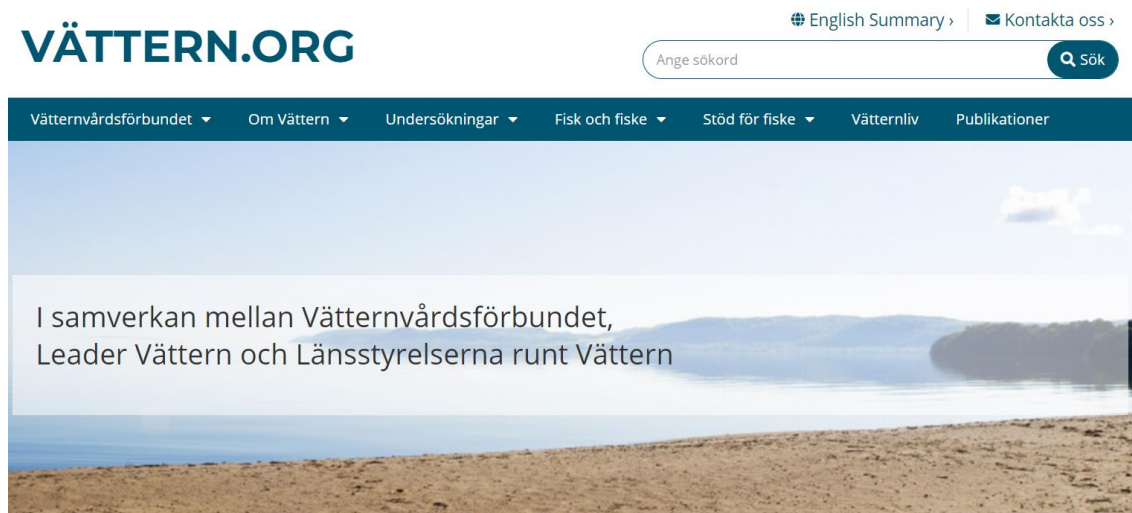 VÄTTERN.ORG
English Summary ›
Kontakta oss ›
Ange sökord
Sök
Vätternvårdsförbundet
Om Vättern
Undersökningar
Fisk och fiske
Stöd för fiske
Vätternliv
Publikationer
I samverkan mellan Vätternvårdsförbundet,
Leader Vättern och Länsstyrelserna runt Vättern